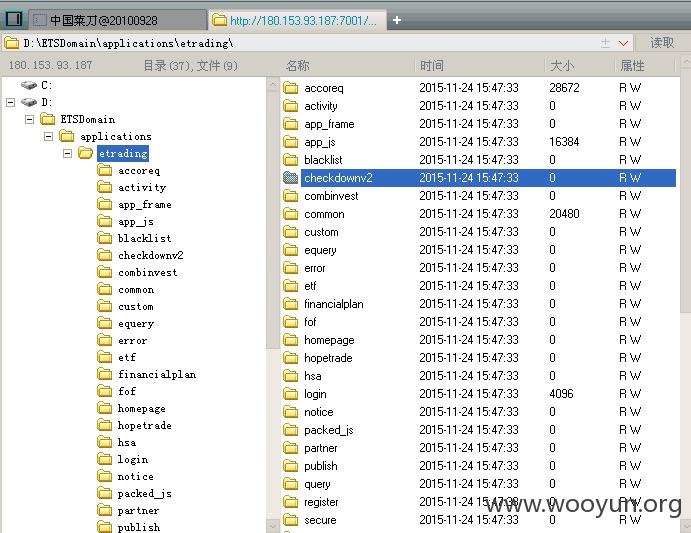 中国菜刀@20100928
http://180.153.93.187:7001/...
D:\ETSDomain\applications\etrading\
读取
180.153.93.187 目录(37),文件(9) 名称 时间 大小 属性
C:
D:
ETSDomain
applications
etrading
accoreq
activity
app_frame
app_js
blacklist
checkdownv2
combinvest
common
custom
equery
error
etf
financialplan
fof
homepage
hopetrade
hsa
login
notice
packed_js
partner
publish
accoreq 2015-11-24 15:47:33 28672 R W
activity 2015-11-24 15:47:33 0 R W
app_frame 2015-11-24 15:47:33 0 R W
app_js 2015-11-24 15:47:33 16384 R W
blacklist 2015-11-24 15:47:33 0 R W
checkdownv2 2015-11-24 15:47:33 0 R W
combinvest 2015-11-24 15:47:33 0 R W
common 2015-11-24 15:47:33 20480 R W
custom 2015-11-24 15:47:33 0 R W
equery 2015-11-24 15:47:33 0 R W
error 2015-11-24 15:47:33 0 R W
etf 2015-11-24 15:47:33 0 R W
financialplan 2015-11-24 15:47:33 0 R W
fof 2015-11-24 15:47:33 0 R W
homepage 2015-11-24 15:47:33 0 R W
hopetrade 2015-11-24 15:47:33 0 R W
hsa 2015-11-24 15:47:33 0 R W
login 2015-11-24 15:47:33 4096 R W
notice 2015-11-24 15:47:33 0 R W
packed_js 2015-11-24 15:47:33 0 R W
partner 2015-11-24 15:47:33 0 R W
publish 2015-11-24 15:47:33 0 R W
query 2015-11-24 15:47:33 0 R W
register 2015-11-24 15:47:33 0 R W
secure 2015-11-24 15:47:33 0 R W
www.wooyun.org